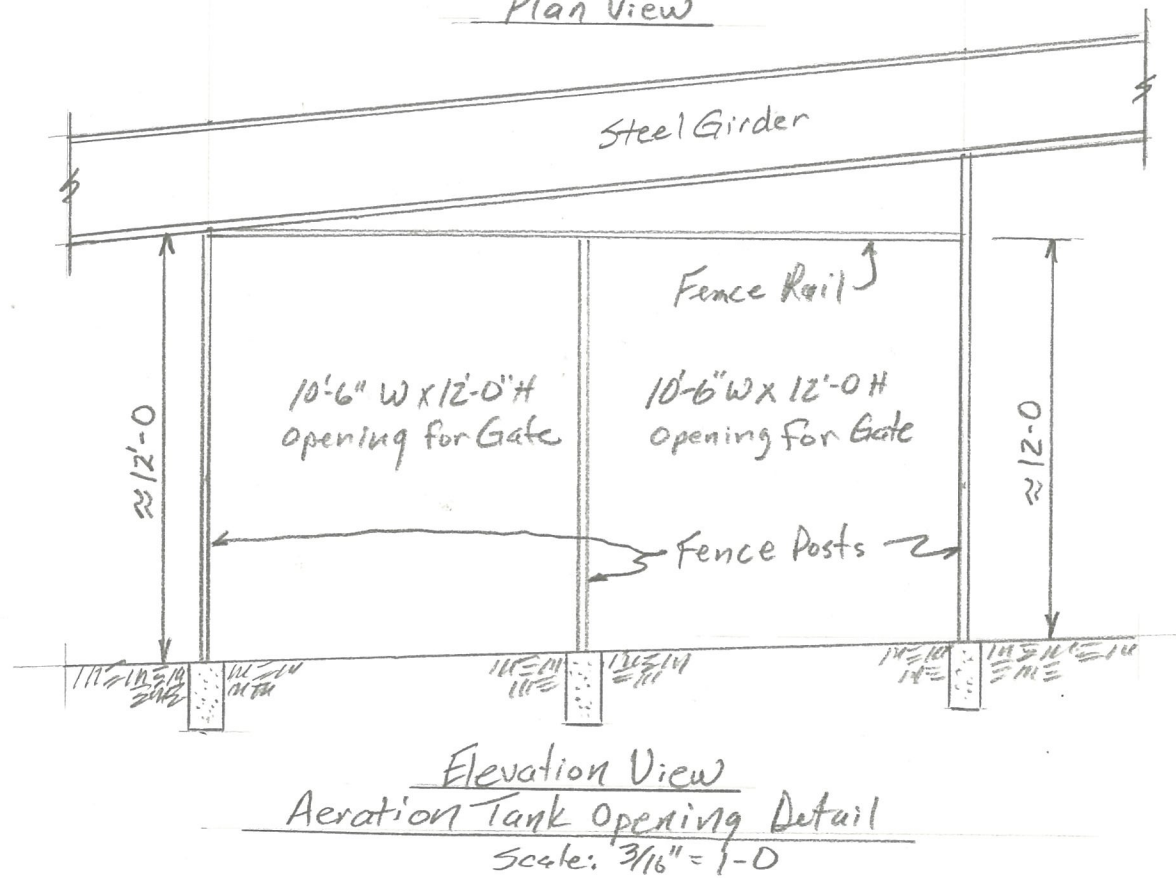 Plan View
Steel Girder
Fence Rail
10'-6" W x 12'-0" H
Opening for Gate
10'-6" W x 12'-0 H
Opening for Gate
≈12'-0
≈12-0
Fence Posts
Elevation View
Aeration Tank Opening Detail
Scale: 3/16" = 1-0